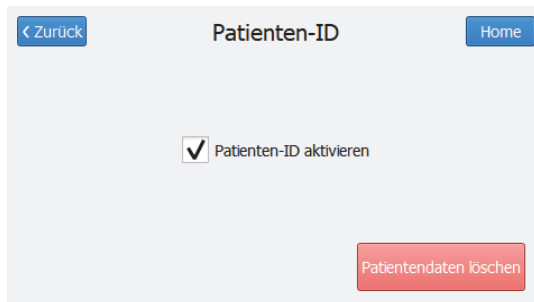 Zurück
Patienten-ID
Home
Patienten-ID aktivieren
Patientendaten löschen